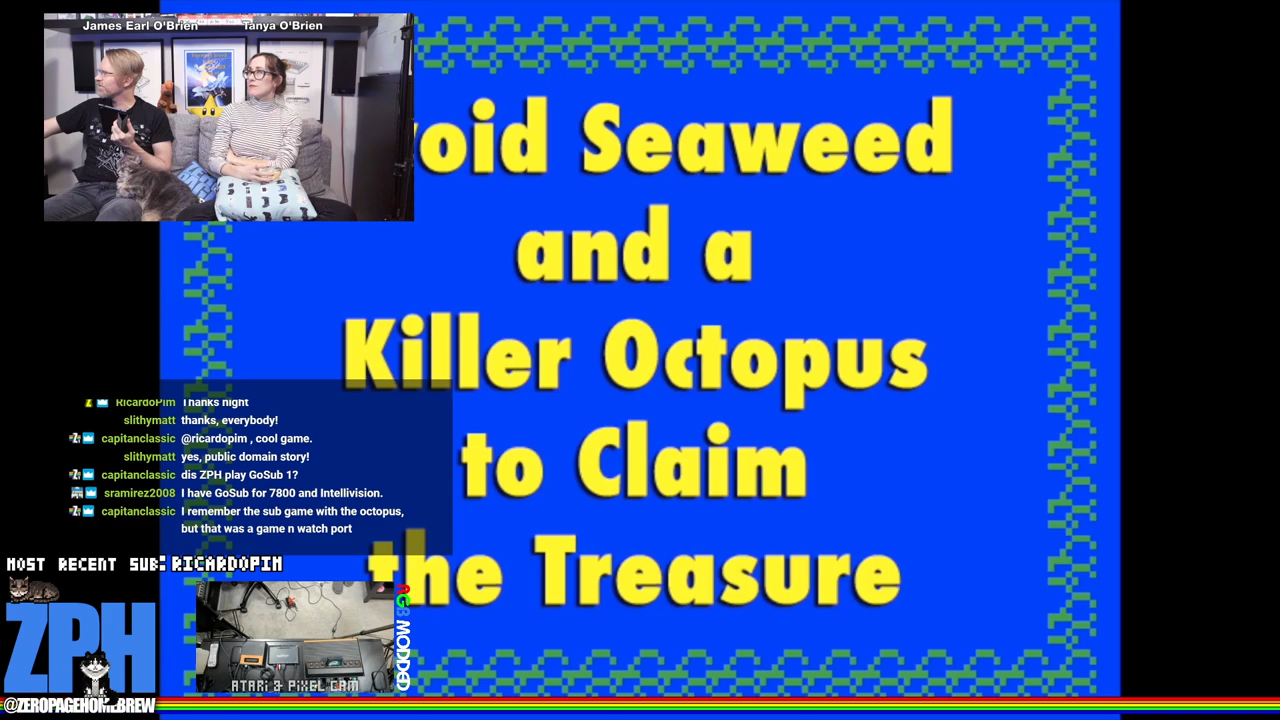 James Earl O'Brien
Tanya O'Brien
void Seaweed
and a
Killer Octopus
to Claim
the Treasure
RicardoPim Thanks night
slithymatt thanks, everybody!
capitanclassic @ricardopim , cool game.
slithymatt yes, public domain story!
capitanclassic dis ZPH play GoSub 1?
sramirez2008 I have GoSub for 7800 and Intellivision.
capitanclassic I remember the sub game with the octopus,
but that was a game n watch port
MOST RECENT SUB: RICARDOPIM
ZPH
@ZEROPAGEHOMEBREW
RGB MODDED
ATARI & PIXEL CAM